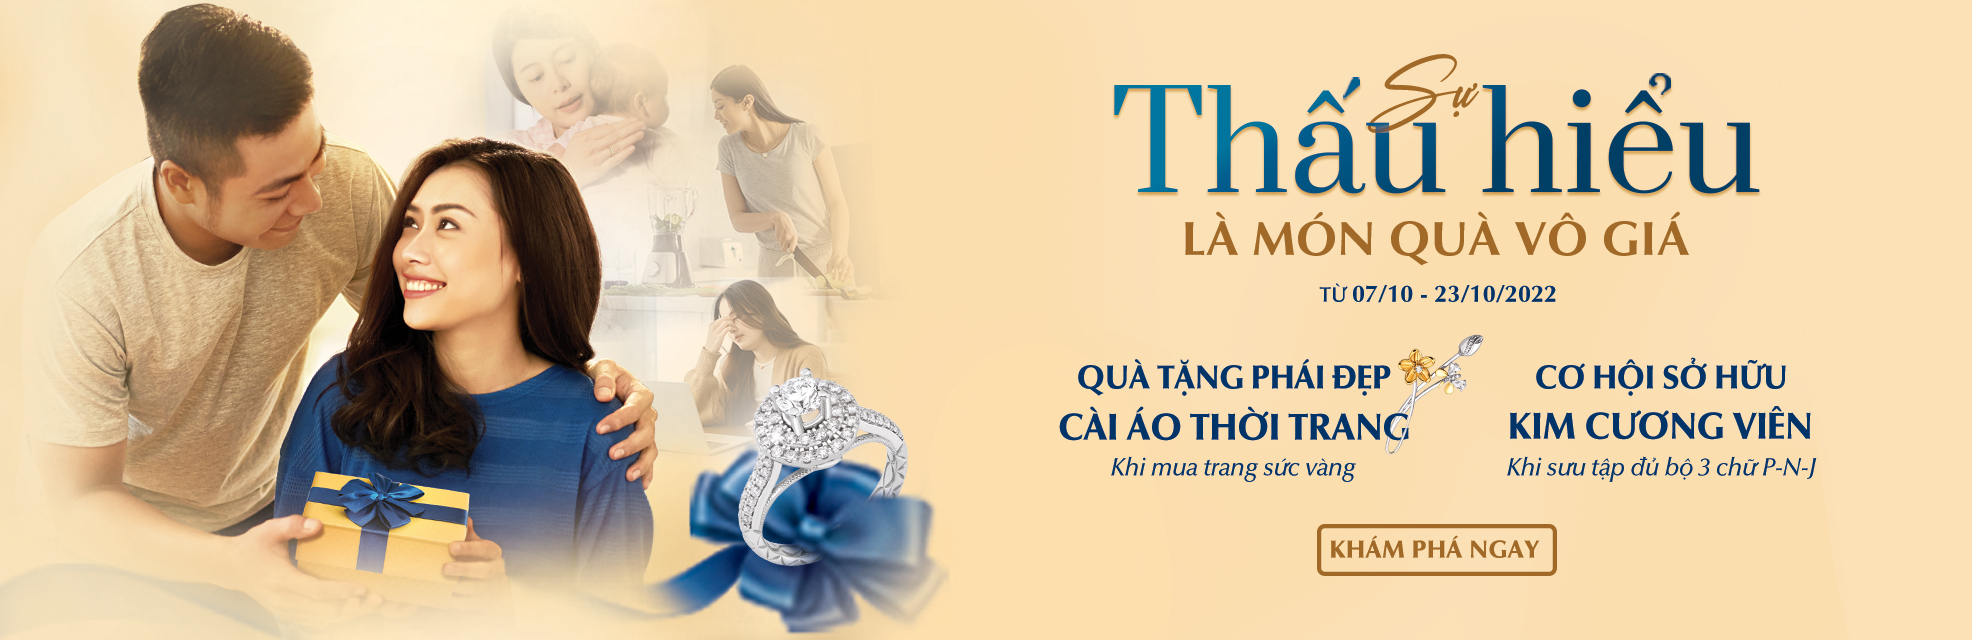 Sự
Thấu hiểu
LÀ MÓN QUÀ VÔ GIÁ
TỪ 07/10 - 23/10/2022
QUÀ TẶNG PHÁI ĐẸP
CÀI ÁO THỜI TRANG
Khi mua trang sức vàng
CƠ HỘI SỞ HỮU
KIM CƯƠNG VIÊN
Khi sưu tập đủ bộ 3 chữ P-N-J
KHÁM PHÁ NGAY